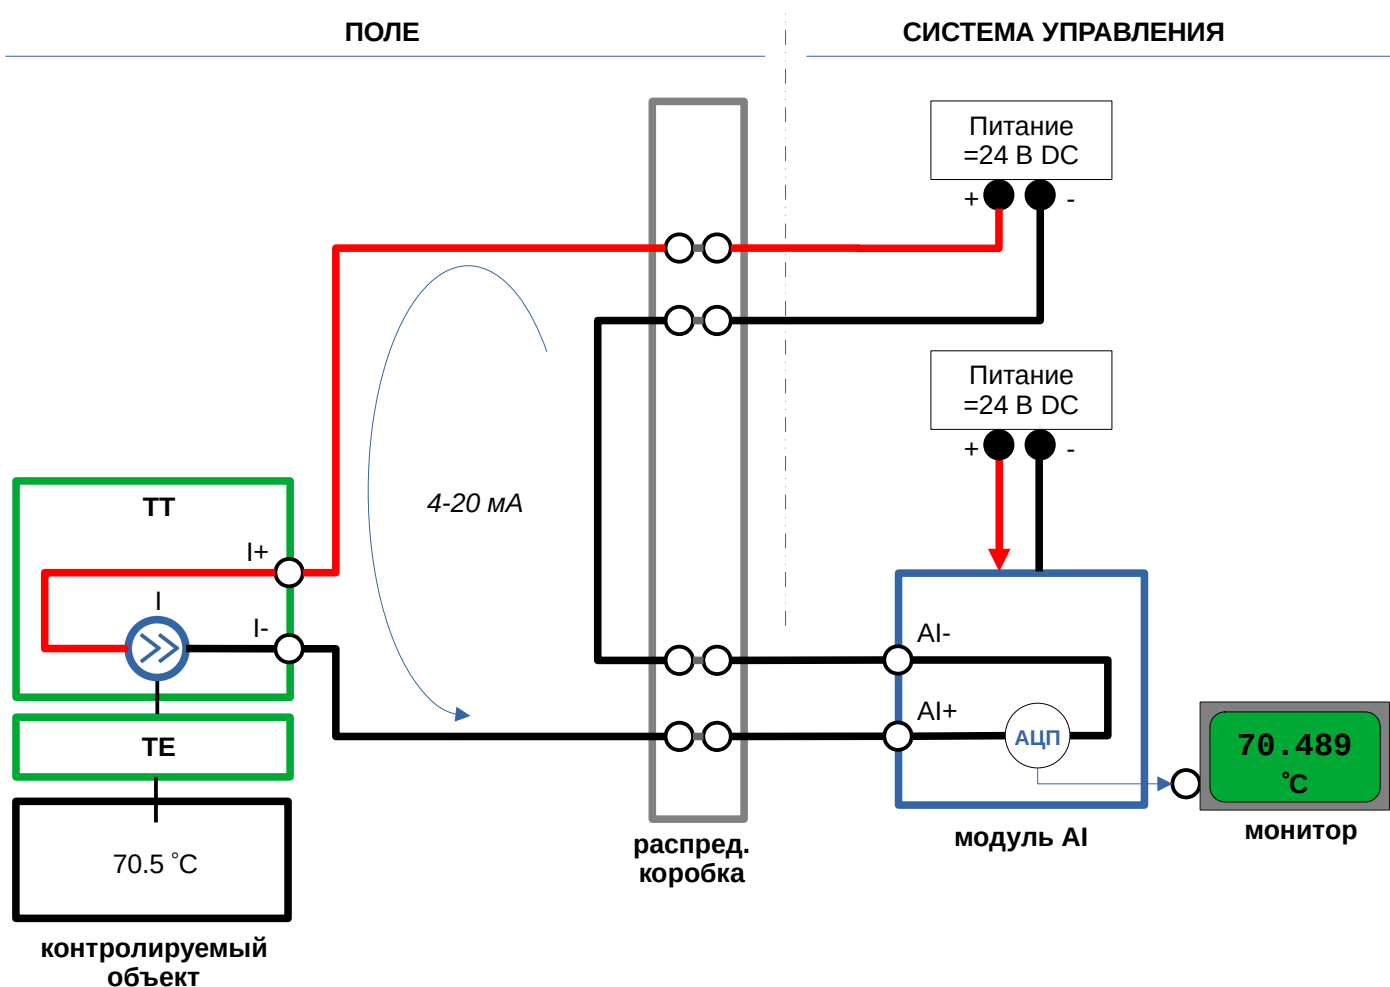 ПОЛЕ
СИСТЕМА УПРАВЛЕНИЯ
Питание
=24 В DC
+ -
Питание
=24 В DC
+ -
4-20 мА
ТТ
I+
I
I-
AI-
AI+
АЦП
ТЕ
70.489
°C
70.5 °C
распред.
коробка
модуль AI
монитор
контролируемый
объект